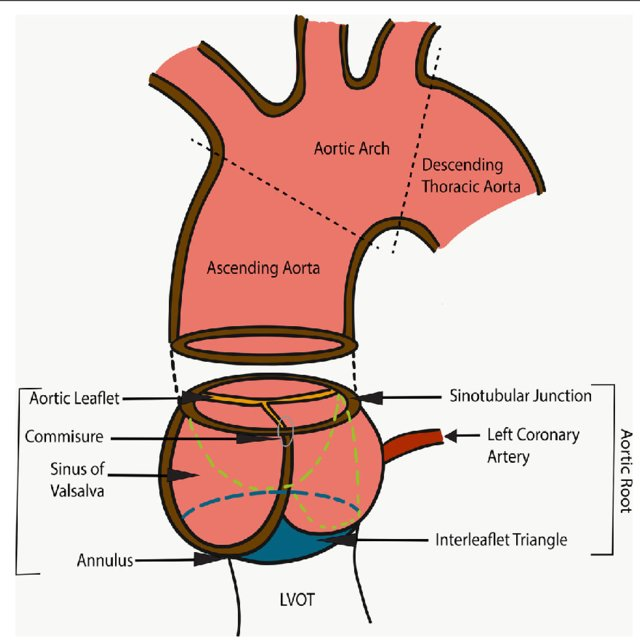 Aortic Arch
Descending
Thoracic Aorta
Ascending Aorta
Aortic Leaflet
Sinotubular Junction
Commisure
Left Coronary
Artery
Sinus of
Valsalva
Aortic Root
Annulus
Interleaflet Triangle
LVOT